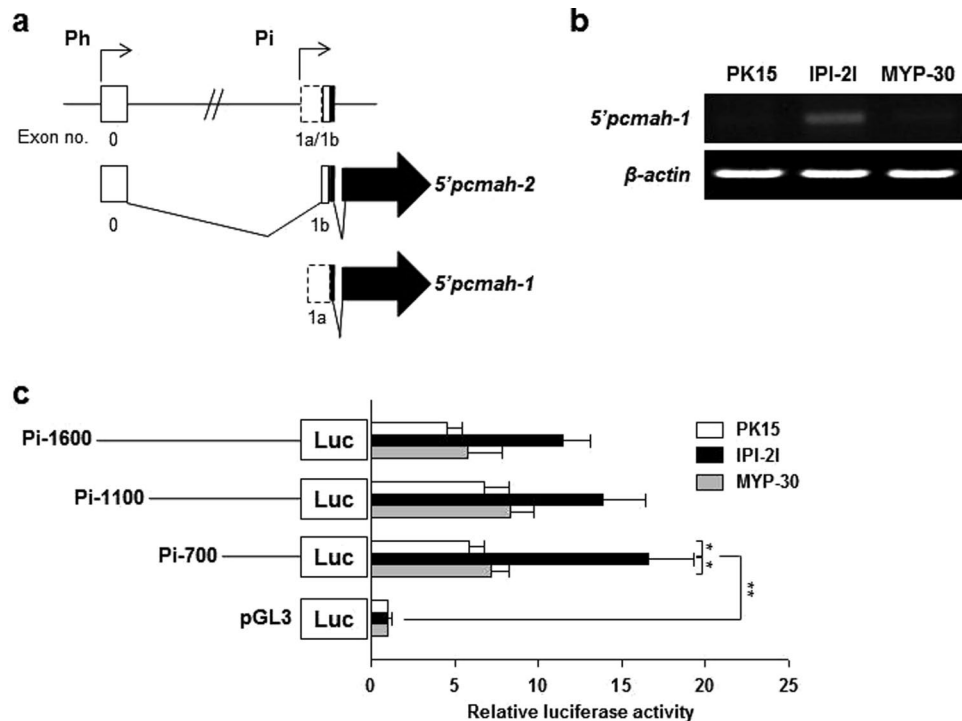 a
Ph
Pi
Exon no.
0
1a/1b
5'pcmah-2
0
1b
5'pcmah-1
1a
b
PK15 IPI-2I MYP-30
5'pcmah-1
β-actin
c
Pi-1600
Luc
Pi-1100
Luc
Pi-700
Luc
pGL3
Luc
PK15
IPI-2I
MYP-30
*
*
**
0 5 10 15 20 25
Relative luciferase activity